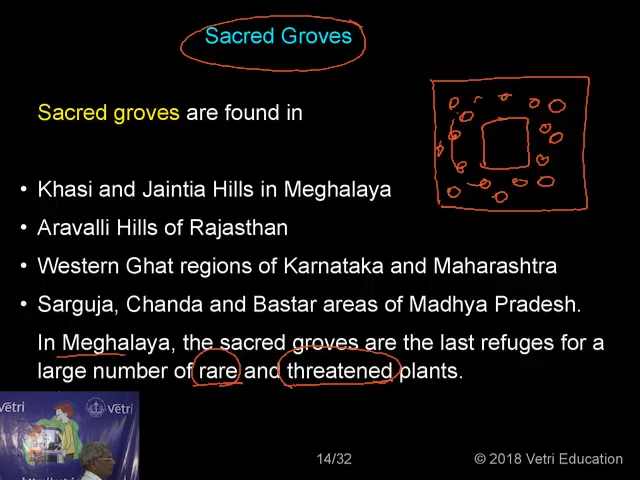 Sacred Groves
Sacred groves are found in
• Khasi and Jaintia Hills in Meghalaya
• Aravalli Hills of Rajasthan
• Western Ghat regions of Karnataka and Maharashtra
• Sarguja, Chanda and Bastar areas of Madhya Pradesh.
In Meghalaya, the sacred groves are the last refuges for a
large number of rare and threatened plants.
Vetri
Vetri
14/32
© 2018 Vetri Education